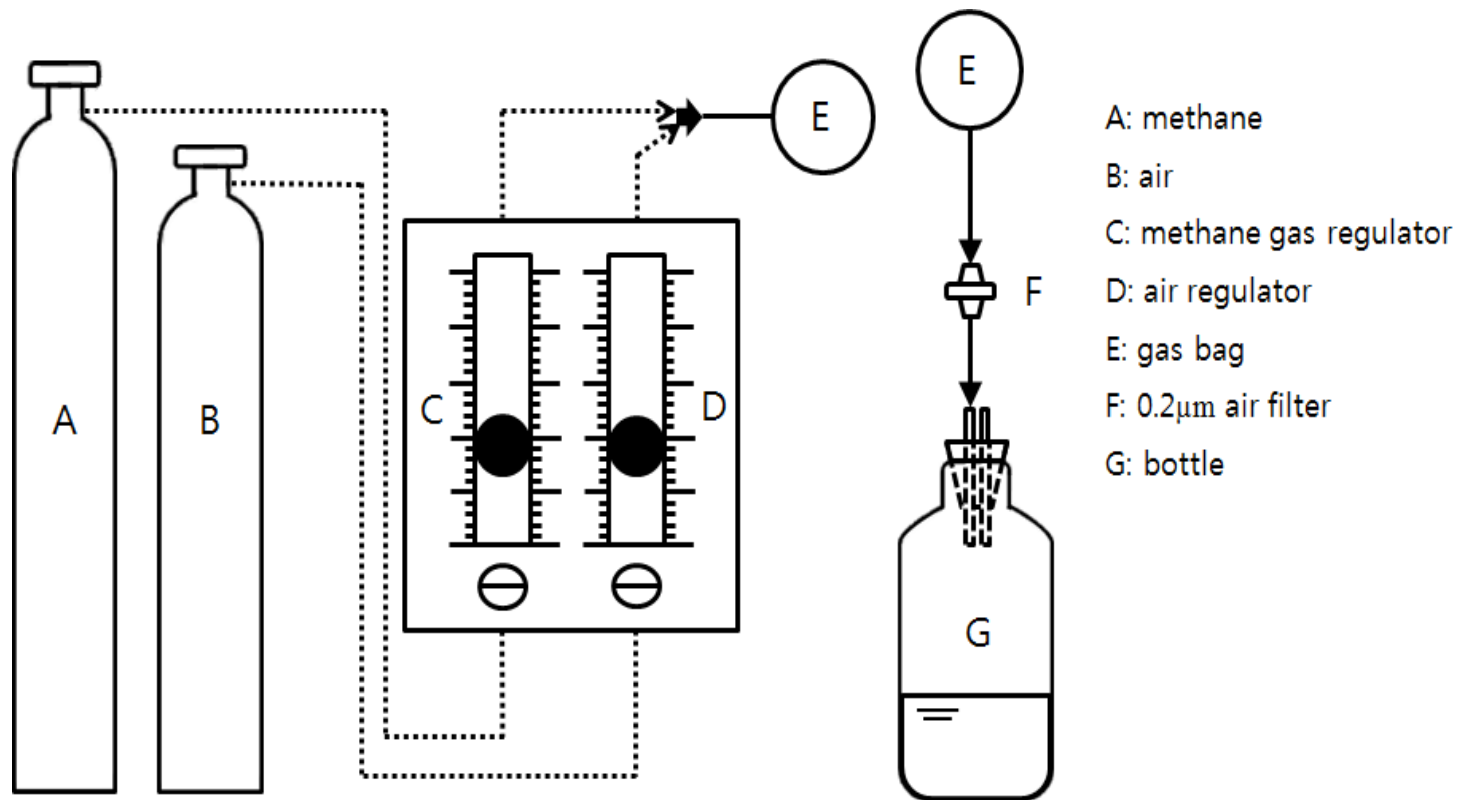 E
E
A: methane
B: air
C: methane gas regulator
D: air regulator
E: gas bag
F: 0.2μm air filter
G: bottle
F
A
B
C
D
G